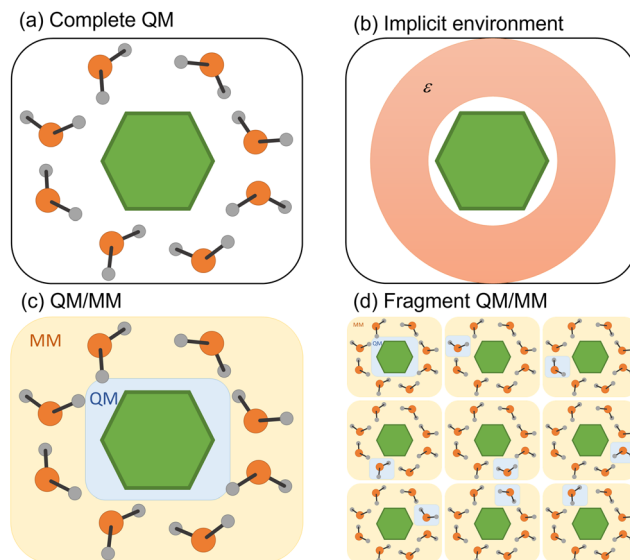 (a) Complete QM
(b) Implicit environment
ε
(c) QM/MM
MM
QM
(d) Fragment QM/MM
MM
QM